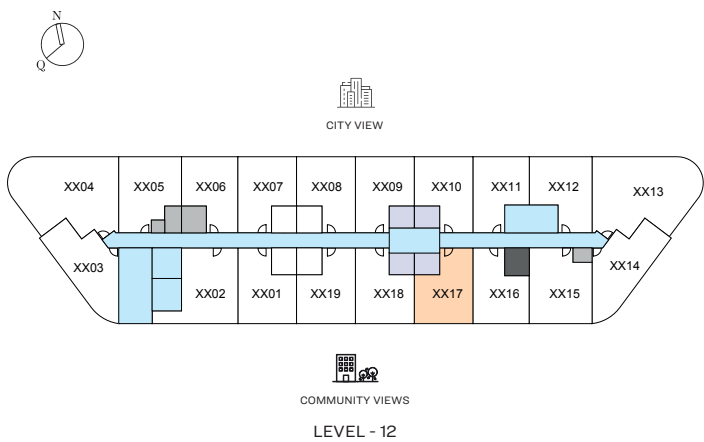 N
Q
CITY VIEW
XX04 XX05 XX06 XX07 XX08 XX09 XX10 XX11 XX12 XX13
XX03 XX14
XX02 XX01 XX19 XX18 XX17 XX16 XX15
COMMUNITY VIEWS
LEVEL - 12